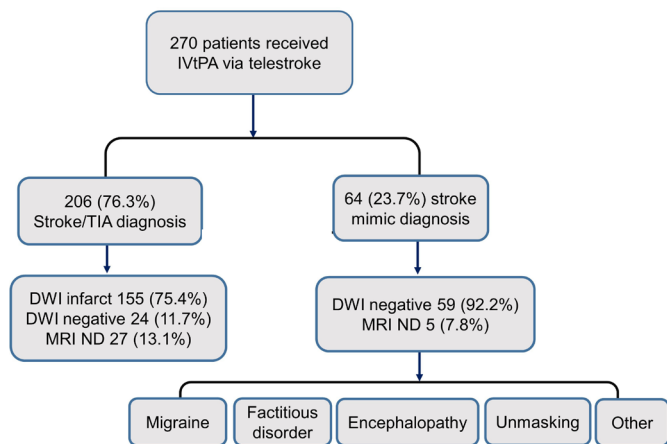 270 patients received
IVtPA via telestroke
206 (76.3%)
Stroke/TIA diagnosis
64 (23.7%) stroke
mimic diagnosis
DWI infarct 155 (75.4%)
DWI negative 24 (11.7%)
MRI ND 27 (13.1%)
DWI negative 59 (92.2%)
MRI ND 5 (7.8%)
Migraine
Factitious
disorder
Encephalopathy
Unmasking
Other